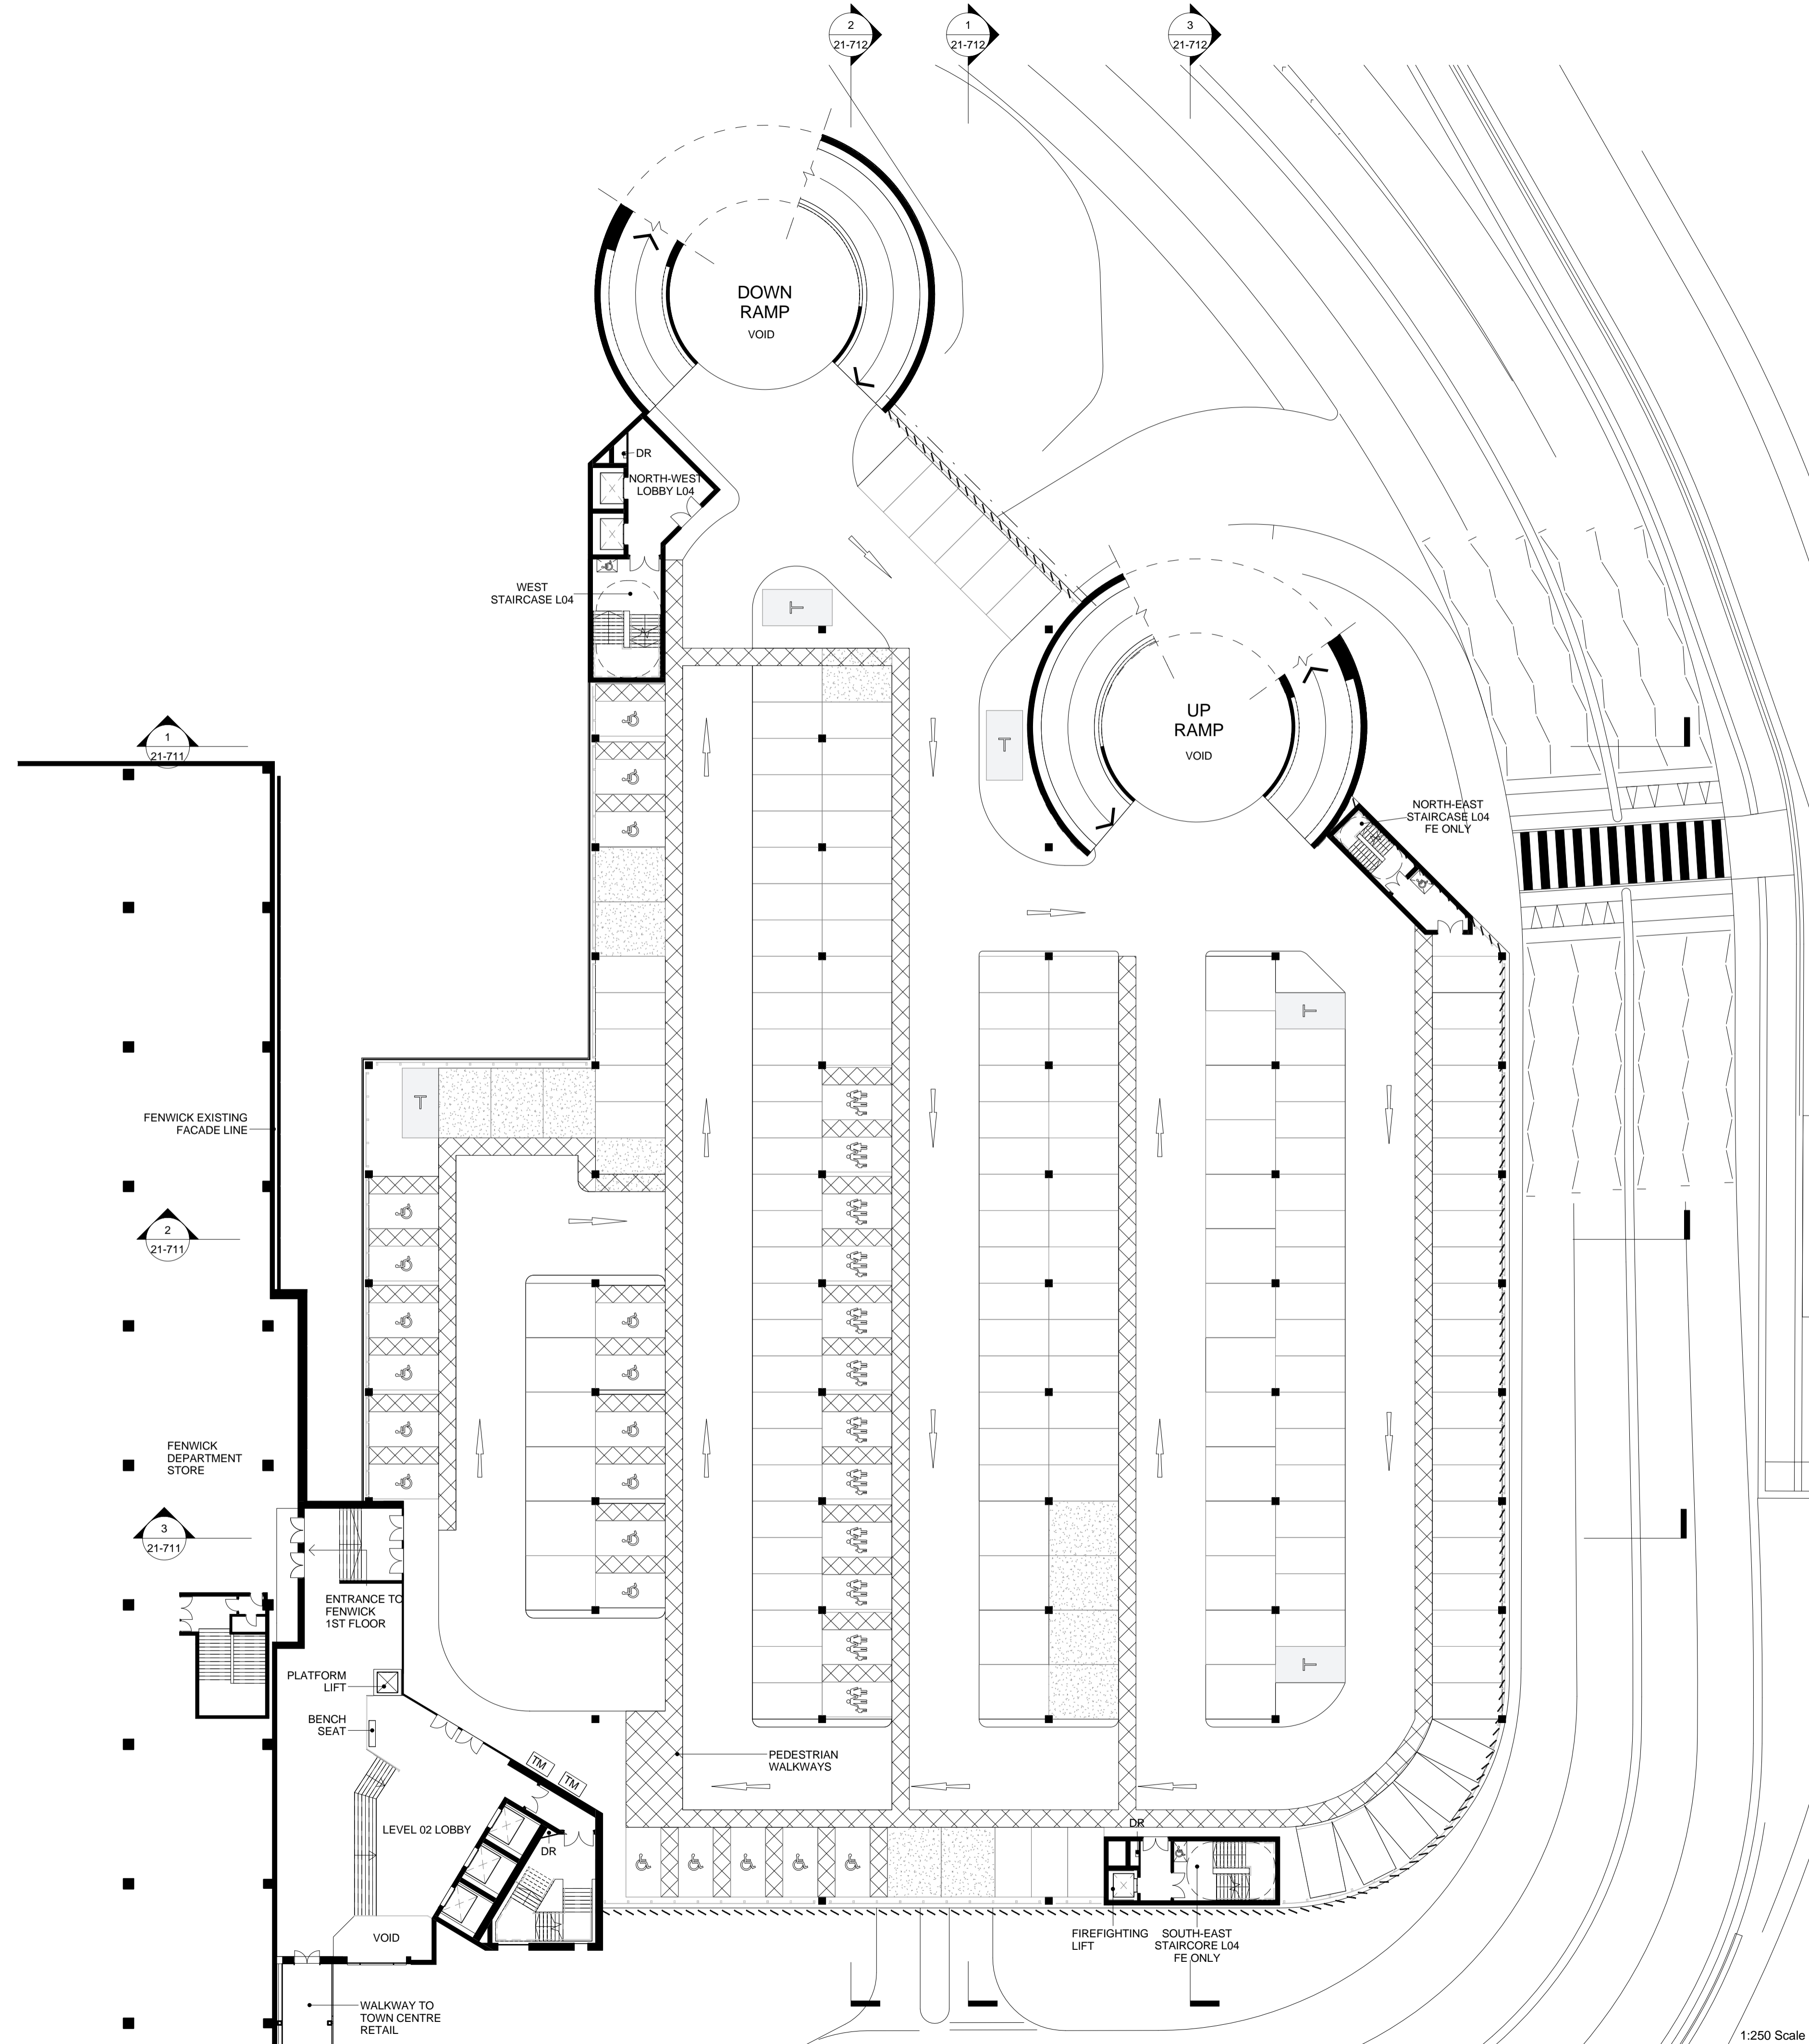 2
21-712
1
21-712
3
21-712
DOWN
RAMP
VOID
DR
NORTH-WEST
LOBBY L04
WEST
STAIRCASE L04
T
T
UP
RAMP
VOID
1
21-711
NORTH-EAST
STAIRCASE L04
FE ONLY
T
T
FENWICK EXISTING
FACADE LINE
2
21-711
FENWICK
DEPARTMENT
STORE
3
21-711
ENTRANCE TO
FENWICK
1ST FLOOR
T
PLATFORM
LIFT
BENCH
SEAT
PEDESTRIAN
WALKWAYS
TM
TM
LEVEL 02 LOBBY
DR
DR
VOID
FIREFIGHTING
LIFT
SOUTH-EAST
STAIRCORE L04
FE ONLY
WALKWAY TO
TOWN CENTRE
RETAIL
1:250 Scale